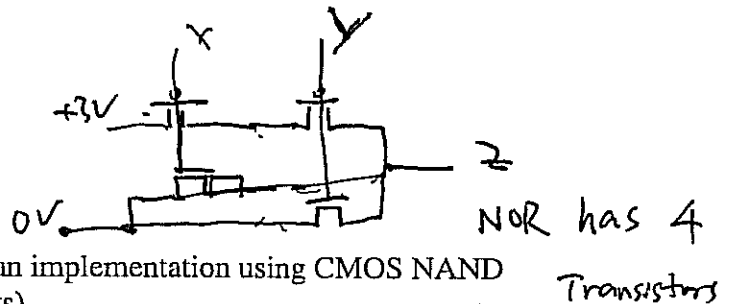 X Y
+3V
Z
0V
NOR has 4
Transistors
an implementation using CMOS NAND